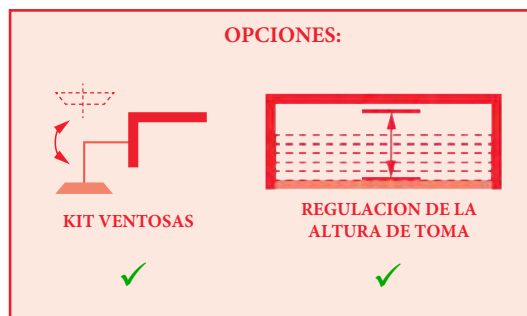 OPCIONES:
KIT VENTOSAS
REGULACION DE LA
ALTURA DE TOMA